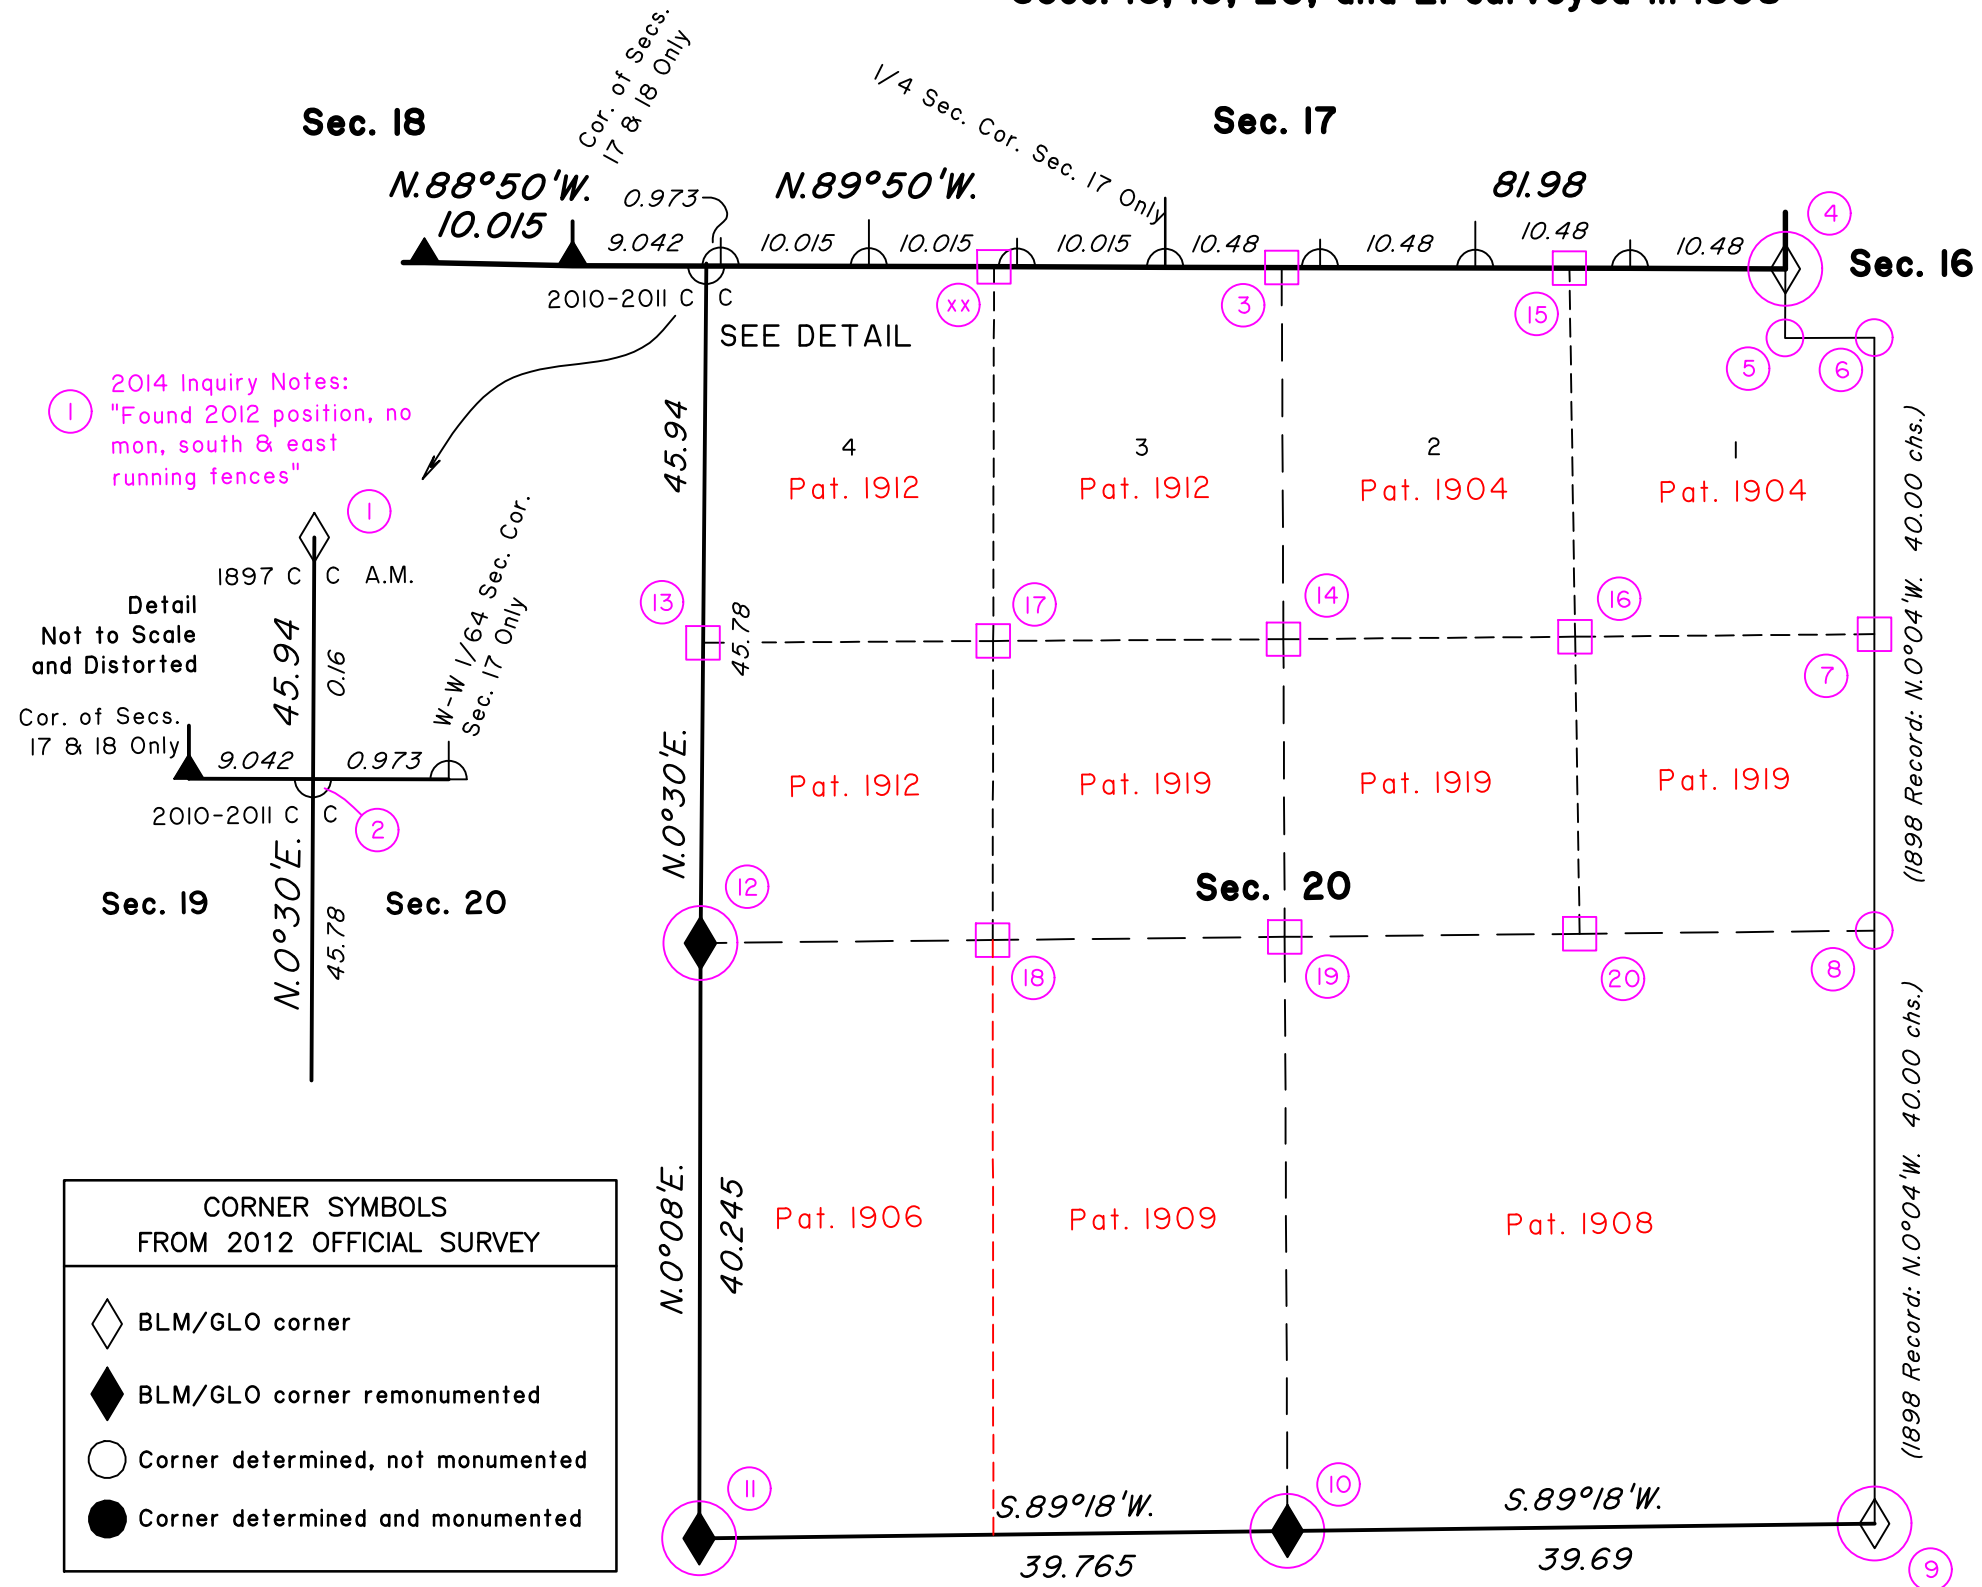 Sec. 18
Cor. of Secs.
17 & 18 Only
1/4 Sec. Cor. Sec. 17 Only
Sec. 17
N.88°50'W.
10.015
0.973
N.89°50'W.
81.98
4
9.042
10.015
10.015
10.015
10.48
10.48
10.48
10.48
Sec. 16
2010-2011 C C
SEE DETAIL
xx
3
15
5
6
1
2014 Inquiry Notes:
"Found 2012 position, no
mon, south & east
running fences"
45.94
4
Pat. 1912
3
Pat. 1912
2
Pat. 1904
1
Pat. 1904
(1898 Record: N.0°04'W. 40.00 chs.)
1
1897 C C A.M.
Detail
Not to Scale
and Distorted
45.94
0.16
W-W 1/64 Sec. Cor.
Sec. 17 Only
Cor. of Secs.
17 & 18 Only
9.042
0.973
2010-2011 C C
2
Sec. 19
Sec. 20
N.0°30'E.
45.78
13
45.78
17
14
16
7
N.0°30'E.
Pat. 1912
Pat. 1919
Pat. 1919
Pat. 1919
12
Sec. 20
18
19
20
8
N.0°08'E.
40.245
Pat. 1906
Pat. 1909
Pat. 1908
(1898 Record: N.0°04'W. 40.00 chs.)
11
S.89°18'W.
39.765
10
S.89°18'W.
39.69
9
CORNER SYMBOLS
FROM 2012 OFFICIAL SURVEY
BLM/GLO corner
BLM/GLO corner remonumented
Corner determined, not monumented
Corner determined and monumented